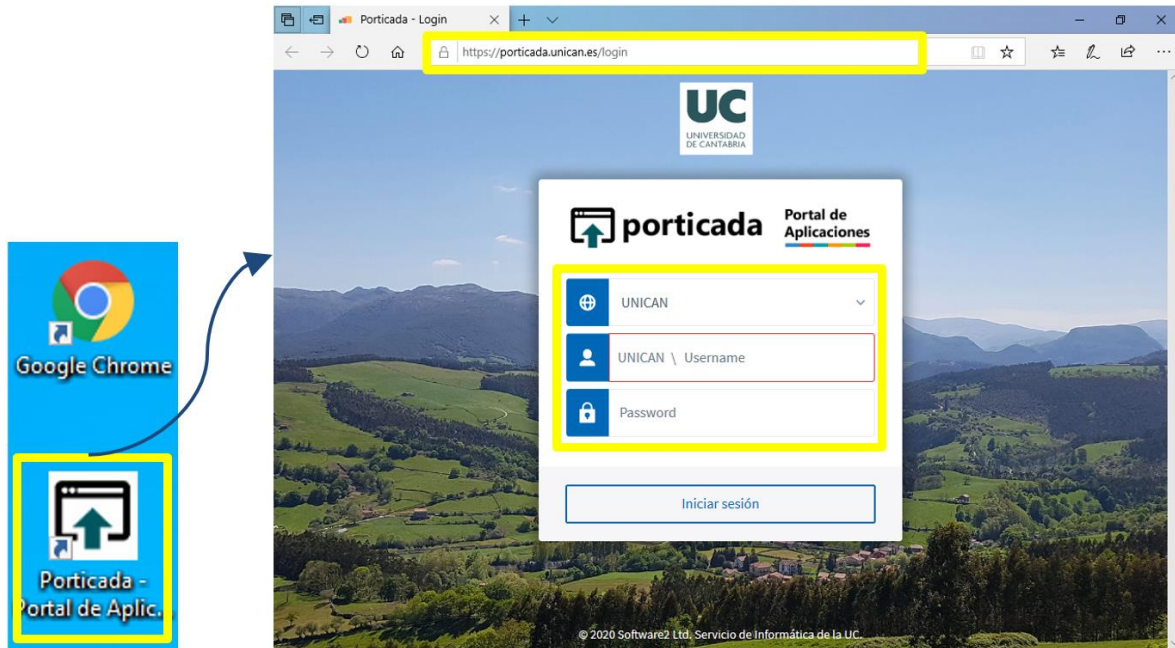 Google Chrome
Porticada -
Portal de Aplic...
Porticada - Login
https://porticada.unican.es/login
UC
UNIVERSIDAD
DE CANTABRIA
porticada
Portal de
Aplicaciones
UNICAN
UNICAN \ Username
Password
Iniciar sesión
© 2020 Software2 Ltd. Servicio de Informática de la UC.